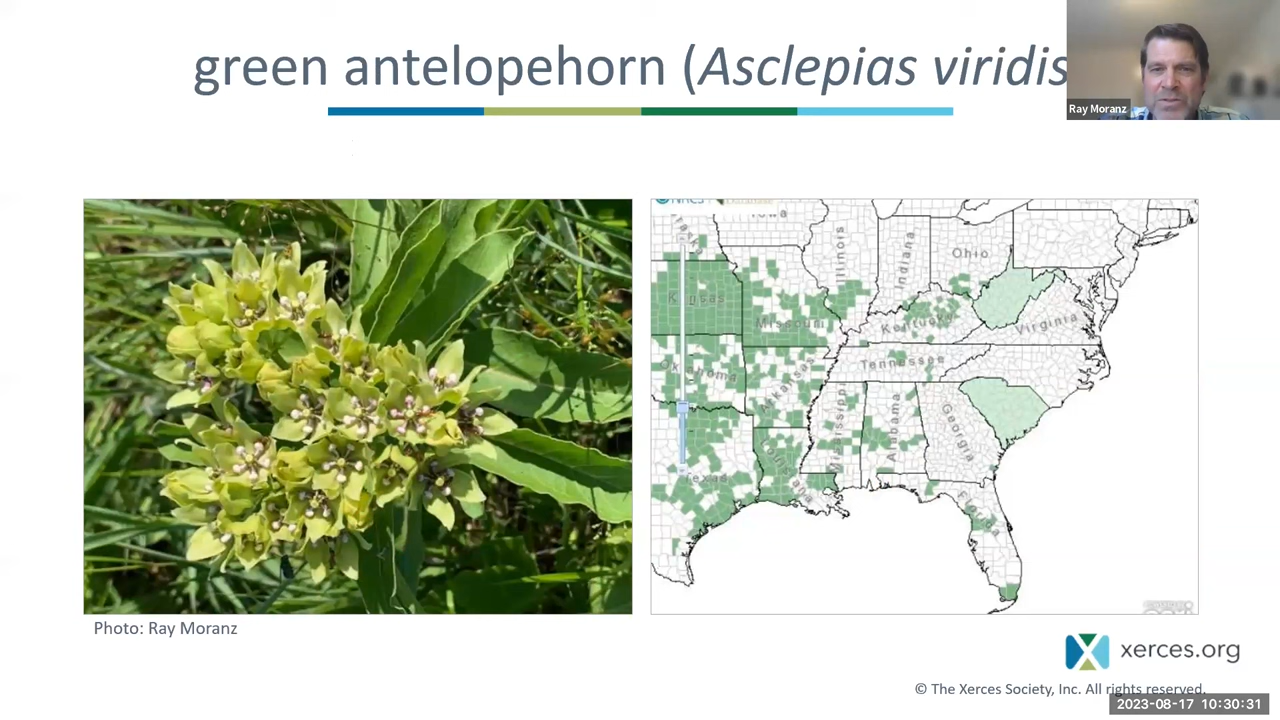 green antelopehorn (Asclepias viridis
Ray Moranz
Iowa
Illinois
Indiana
Ohio
Kansas
Missouri
Kentucky
Virginia
Oklahoma
Arkansas
Tennessee
Mississippi
Alabama
Georgia
Texas
Louisiana
Florida
Photo: Ray Moranz
xerces.org
© The Xerces Society, Inc. All rights reserved.
2023-08-17 10:30:31